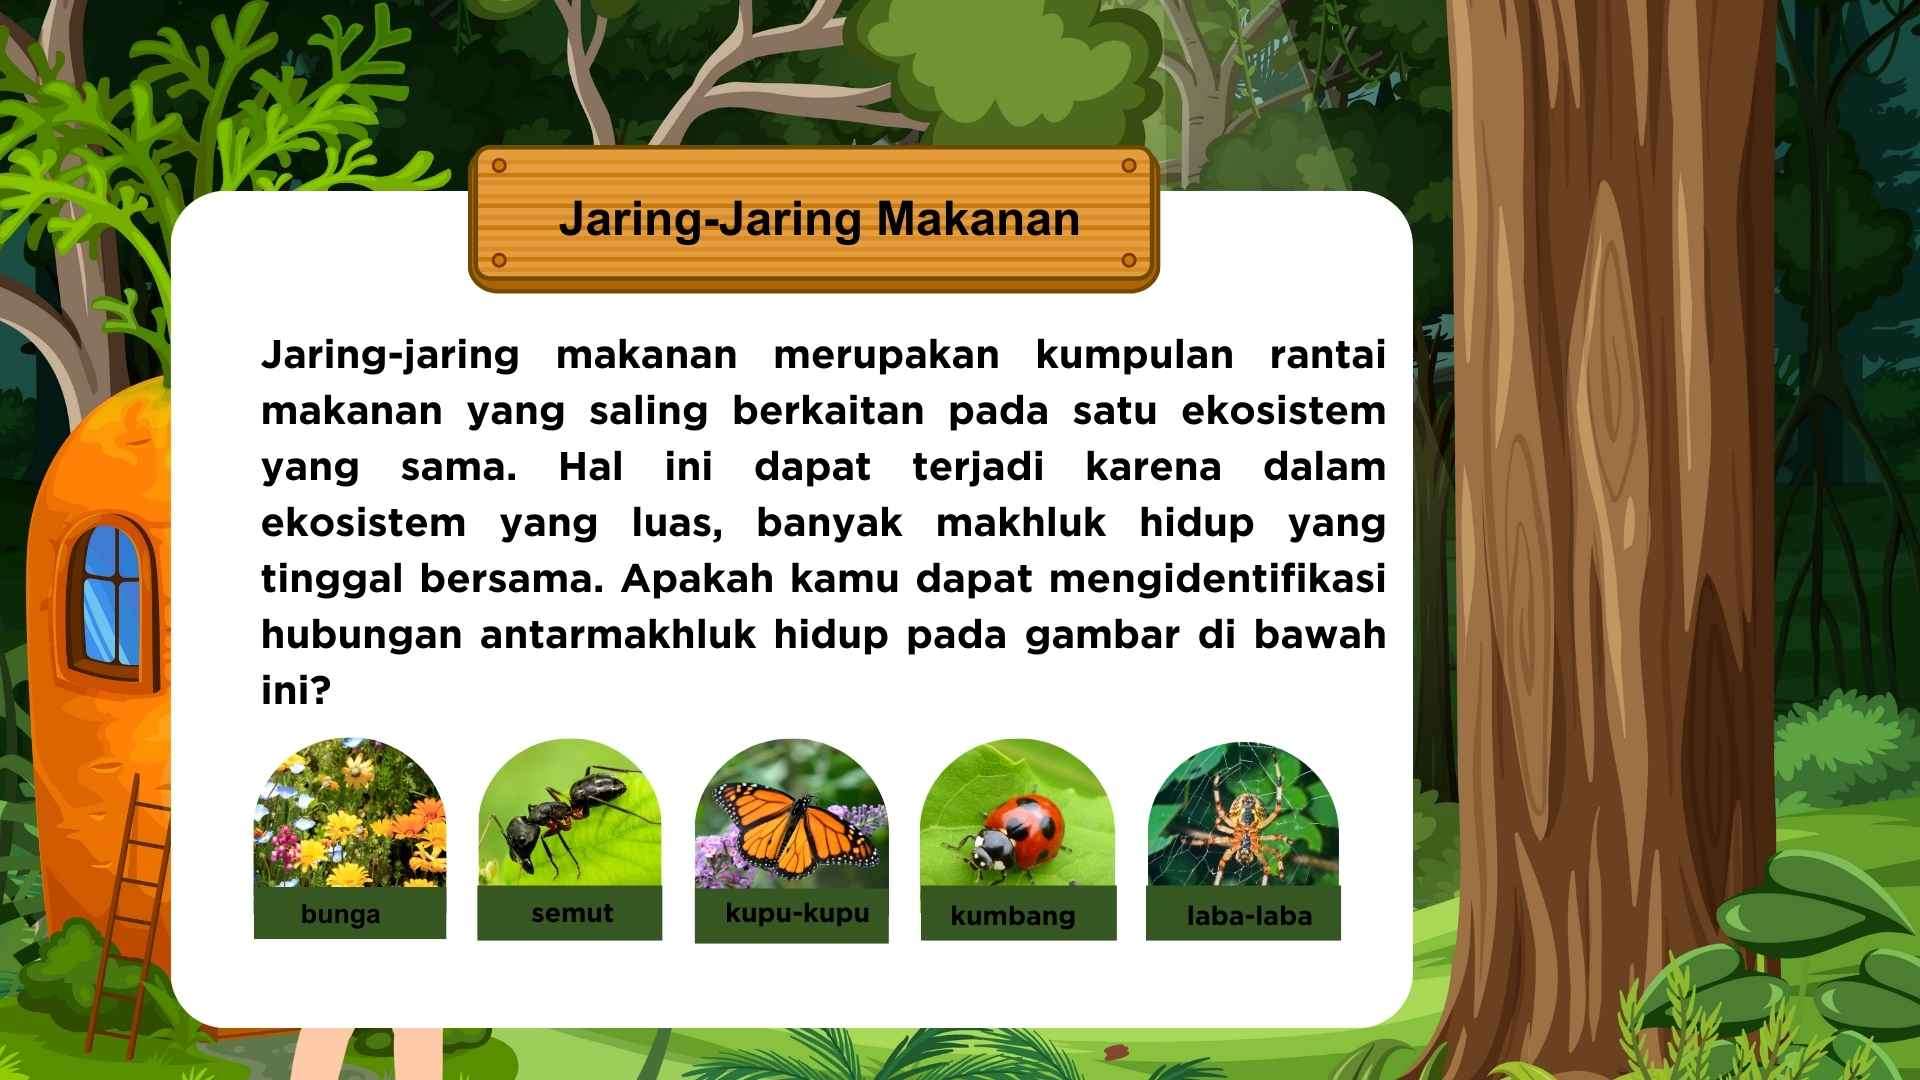 Jaring-Jaring Makanan
Jaring-jaring makanan merupakan kumpulan rantai
makanan yang saling berkaitan pada satu ekosistem
yang sama. Hal ini dapat terjadi karena dalam
ekosistem yang luas, banyak makhluk hidup yang
tinggal bersama. Apakah kamu dapat mengidentifikasi
hubungan antarmakhluk hidup pada gambar di bawah
ini?
bunga
semut
kupu-kupu
kumbang
laba-laba